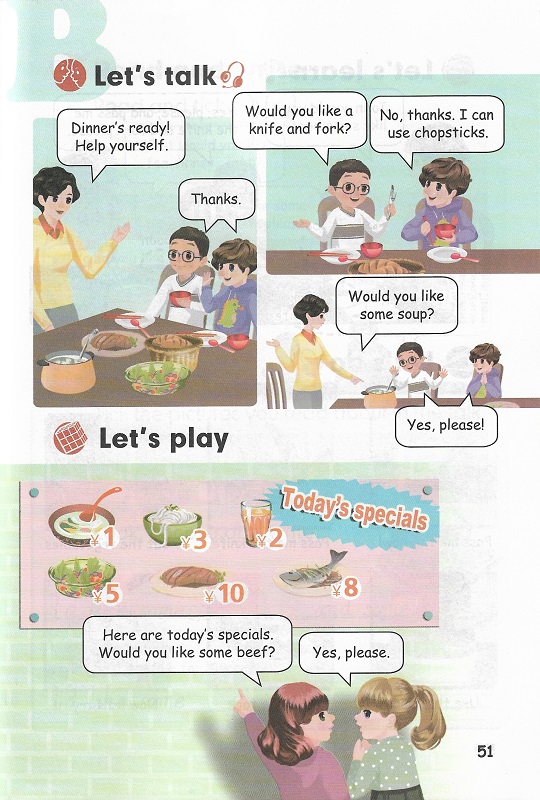 B
Let's talk
Dinner's ready!
Help yourself.
Thanks.
Would you like a
knife and fork?
No, thanks. I can
use chopsticks.
Would you like
some soup?
Yes, please!
Let's play
Today's specials
¥1
¥3
¥2
¥5
¥10
¥8
Here are today's specials.
Would you like some beef?
Yes, please.
51